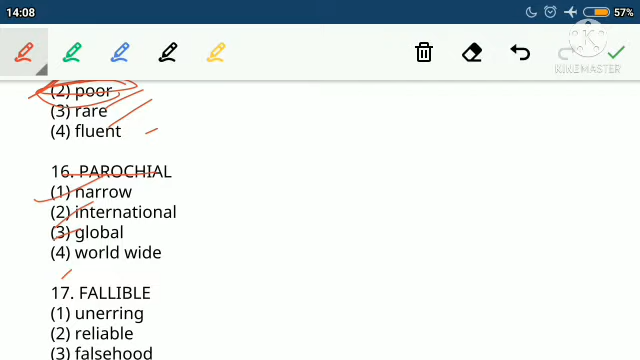 14:08
57%
KINEMASTER
(2) poor
(3) rare
(4) fluent
16. PAROCHIAL
(1) narrow
(2) international
(3) global
(4) world wide
17. FALLIBLE
(1) unerring
(2) reliable
(3) falsehood